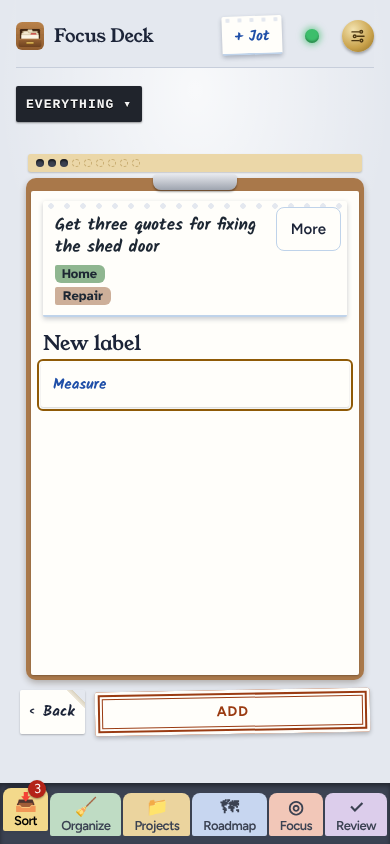 Focus Deck
+ Jot
EVERYTHING ▾
Get three quotes for fixing
the shed door
More
Home
Repair
New label
Measure
‹ Back
ADD
3
Sort
Organize
Projects
Roadmap
Focus
Review